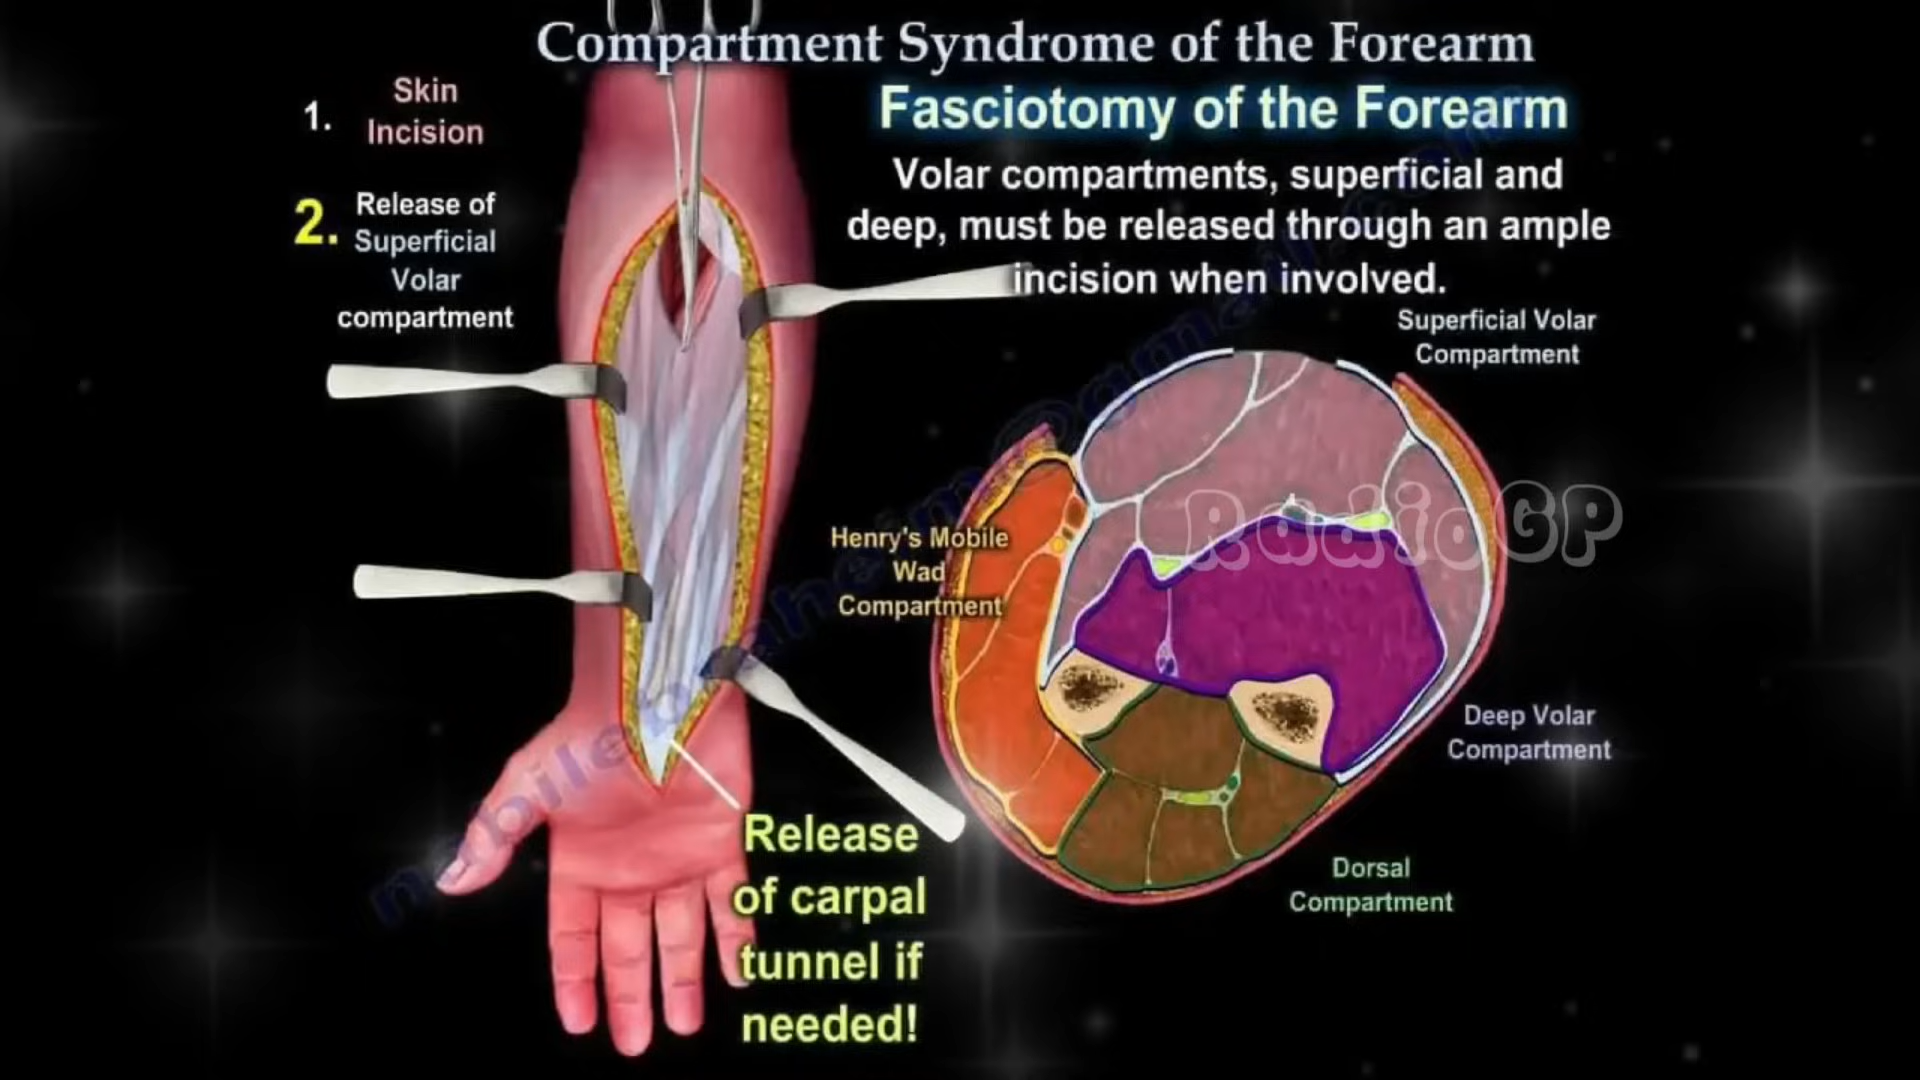 Compartment Syndrome of the Forearm
Fasciotomy of the Forearm
Volar compartments, superficial and
deep, must be released through an ample
incision when involved.
1.
Skin
Incision
2.
Release of
Superficial
Volar
compartment
Superficial Volar
Compartment
Henry's Mobile
Wad
Compartment
RadioGP
Deep Volar
Compartment
Dorsal
Compartment
Release
of carpal
tunnel if
needed!